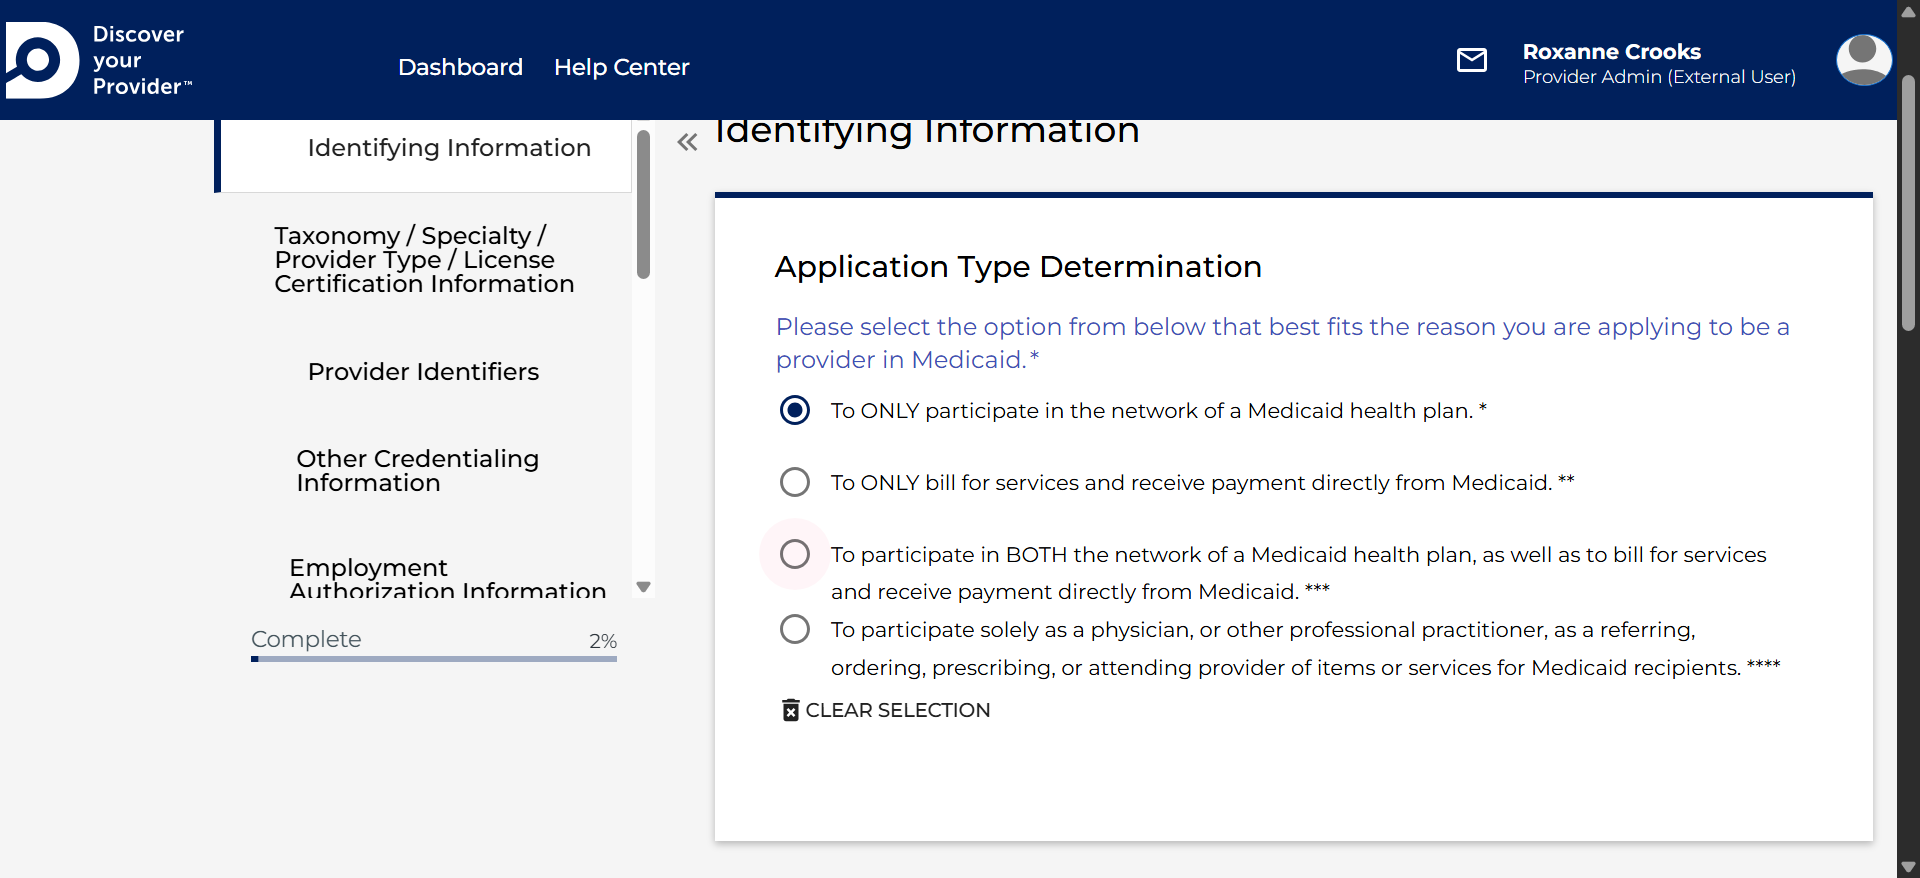 Discover
your
Provider™
Dashboard
Help Center
Roxanne Crooks
Provider Admin (External User)
Identifying Information
Taxonomy / Specialty /
Provider Type / License
Certification Information
Provider Identifiers
Other Credentialing
Information
Employment
Authorization Information
Complete
2%
Identifying Information
Application Type Determination
Please select the option from below that best fits the reason you are applying to be a
provider in Medicaid. *
To ONLY participate in the network of a Medicaid health plan. *
To ONLY bill for services and receive payment directly from Medicaid. **
To participate in BOTH the network of a Medicaid health plan, as well as to bill for services
and receive payment directly from Medicaid. ***
To participate solely as a physician, or other professional practitioner, as a referring,
ordering, prescribing, or attending provider of items or services for Medicaid recipients. ****
CLEAR SELECTION